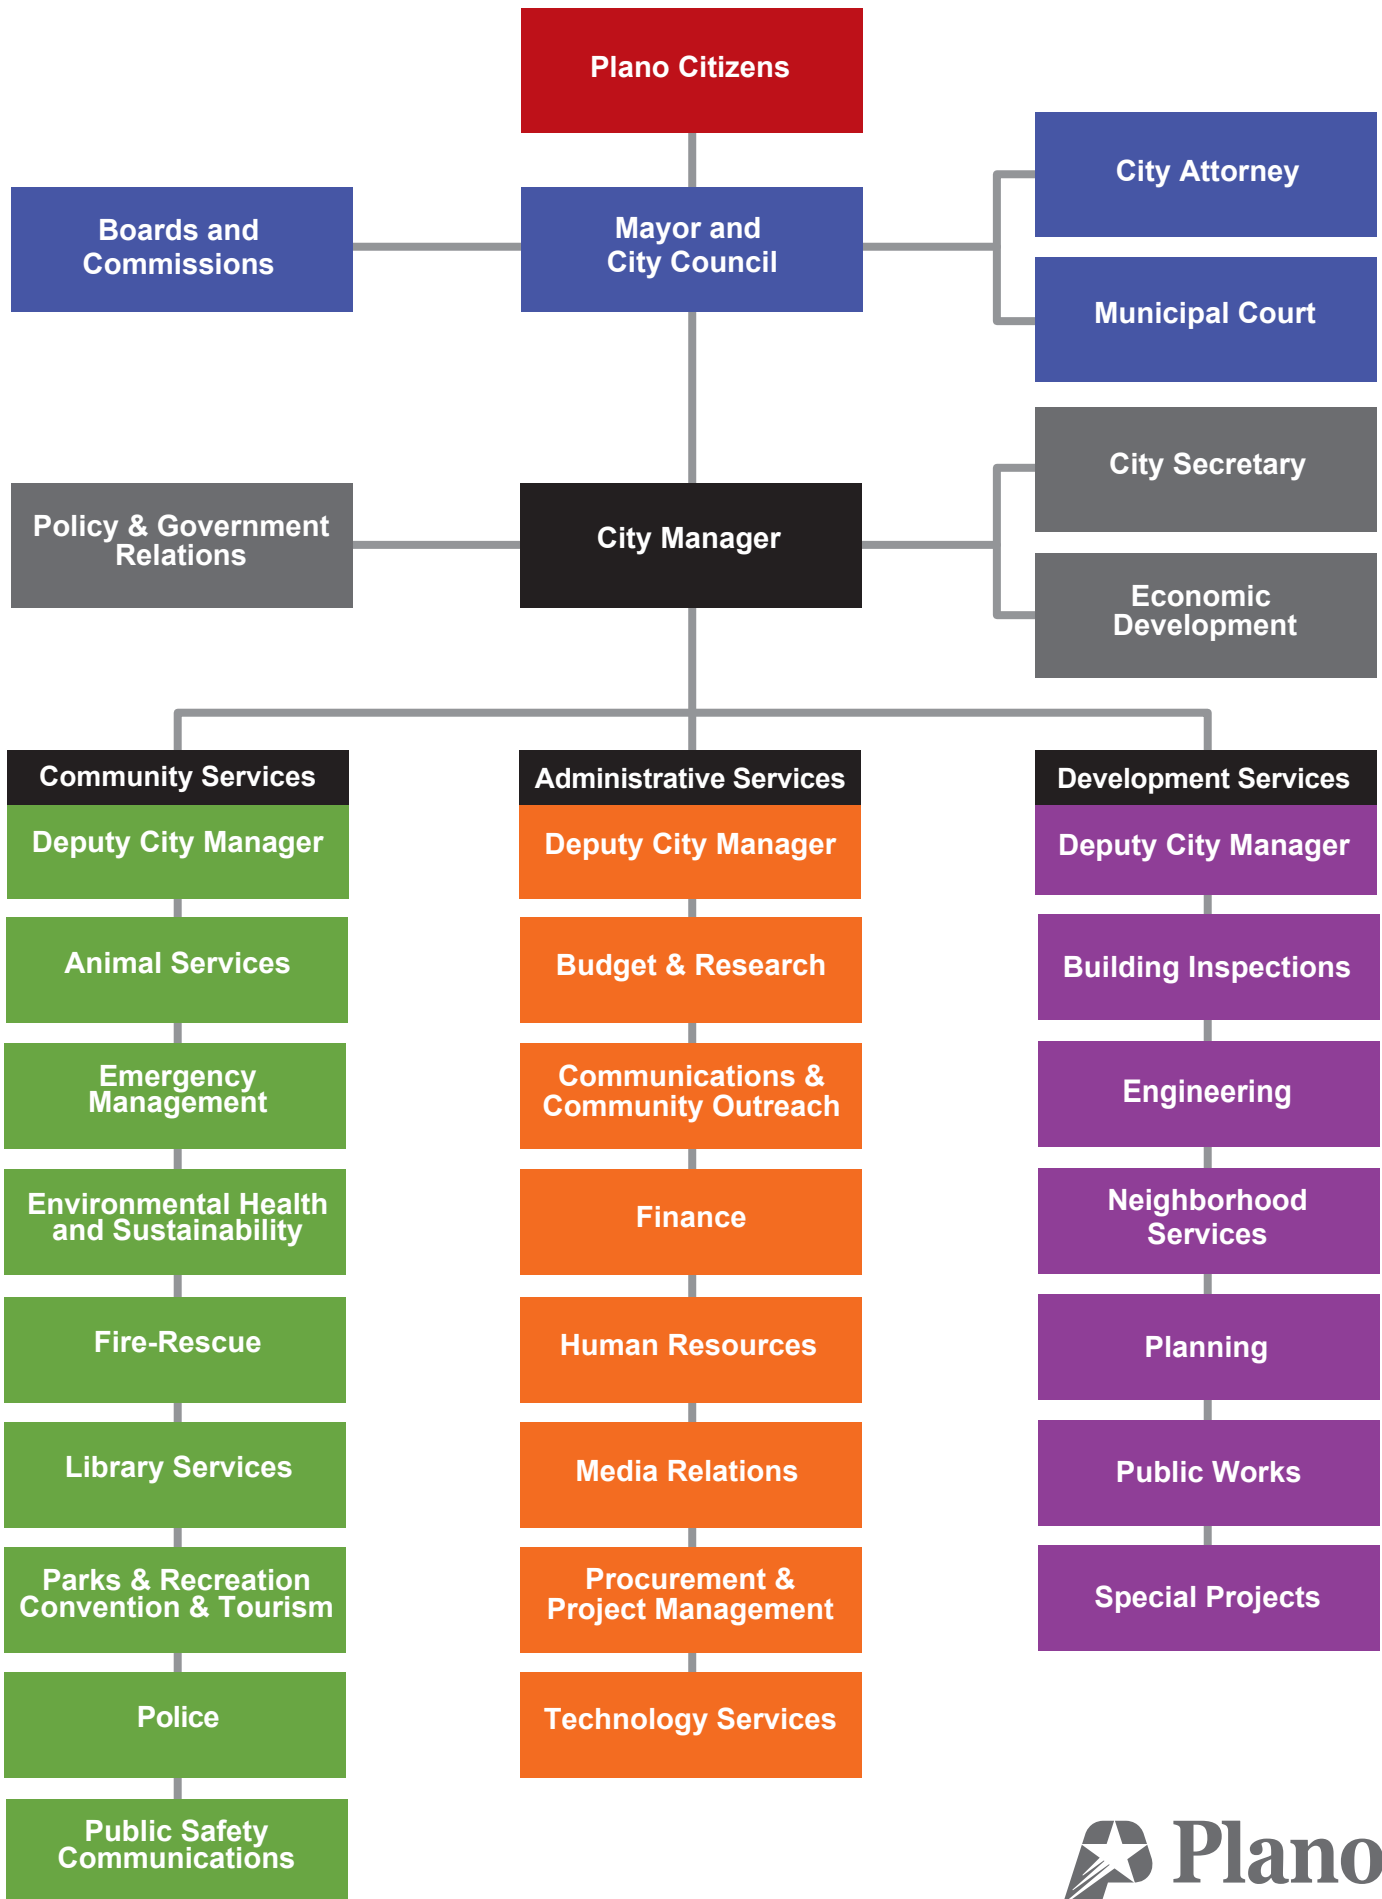 Plano Citizens
Boards and
Commissions
Mayor and
City Council
City Attorney
Municipal Court
Policy & Government
Relations
City Manager
City Secretary
Economic
Development
Community Services
Deputy City Manager
Animal Services
Emergency
Management
Environmental Health
and Sustainability
Fire-Rescue
Library Services
Parks & Recreation
Convention & Tourism
Police
Public Safety
Communications
Administrative Services
Deputy City Manager
Budget & Research
Communications &
Community Outreach
Finance
Human Resources
Media Relations
Procurement &
Project Management
Technology Services
Development Services
Deputy City Manager
Building Inspections
Engineering
Neighborhood
Services
Planning
Public Works
Special Projects
Plano